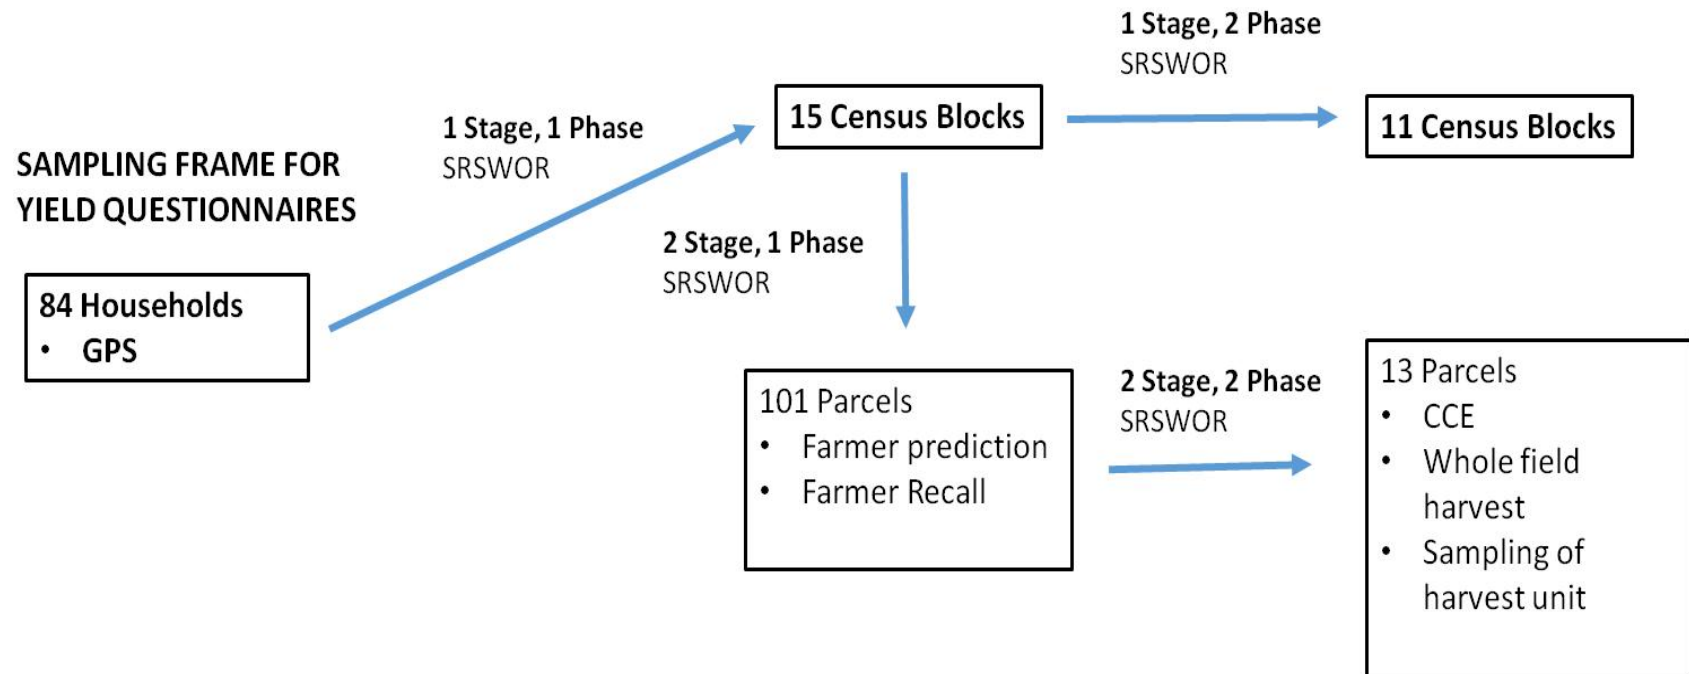 SAMPLING FRAME FOR
YIELD QUESTIONNAIRES
84 Households
• GPS
1 Stage, 1 Phase
SRSWOR
15 Census Blocks
1 Stage, 2 Phase
SRSWOR
11 Census Blocks
2 Stage, 1 Phase
SRSWOR
101 Parcels
• Farmer prediction
• Farmer Recall
2 Stage, 2 Phase
SRSWOR
13 Parcels
• CCE
• Whole field
harvest
• Sampling of
harvest unit